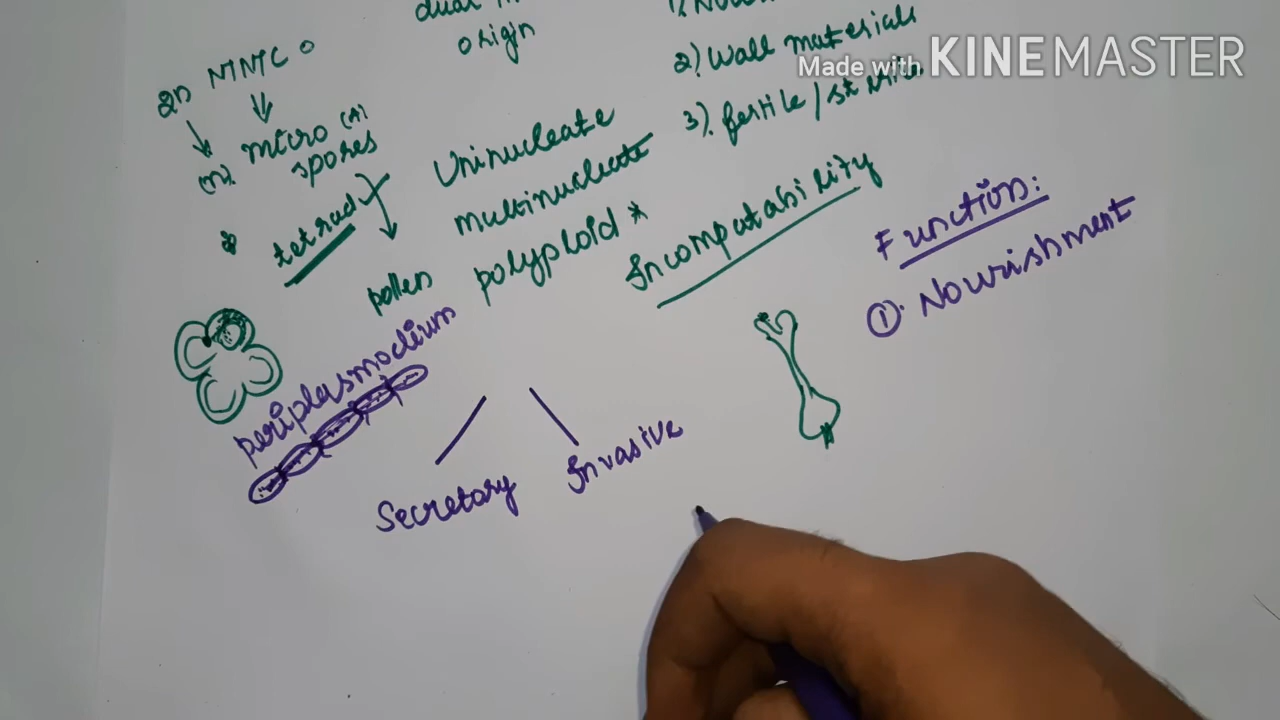 origin
2) Wall materials
Made with KINEMASTER
2n MMC
micro (A)
spores
(n)
3). fertile /
Uninucleate
multinucleate
polyploid *
tetrad
pollen
Incompatability
Function:
① Nourishment
periplasmodium
Secretory
Invasive